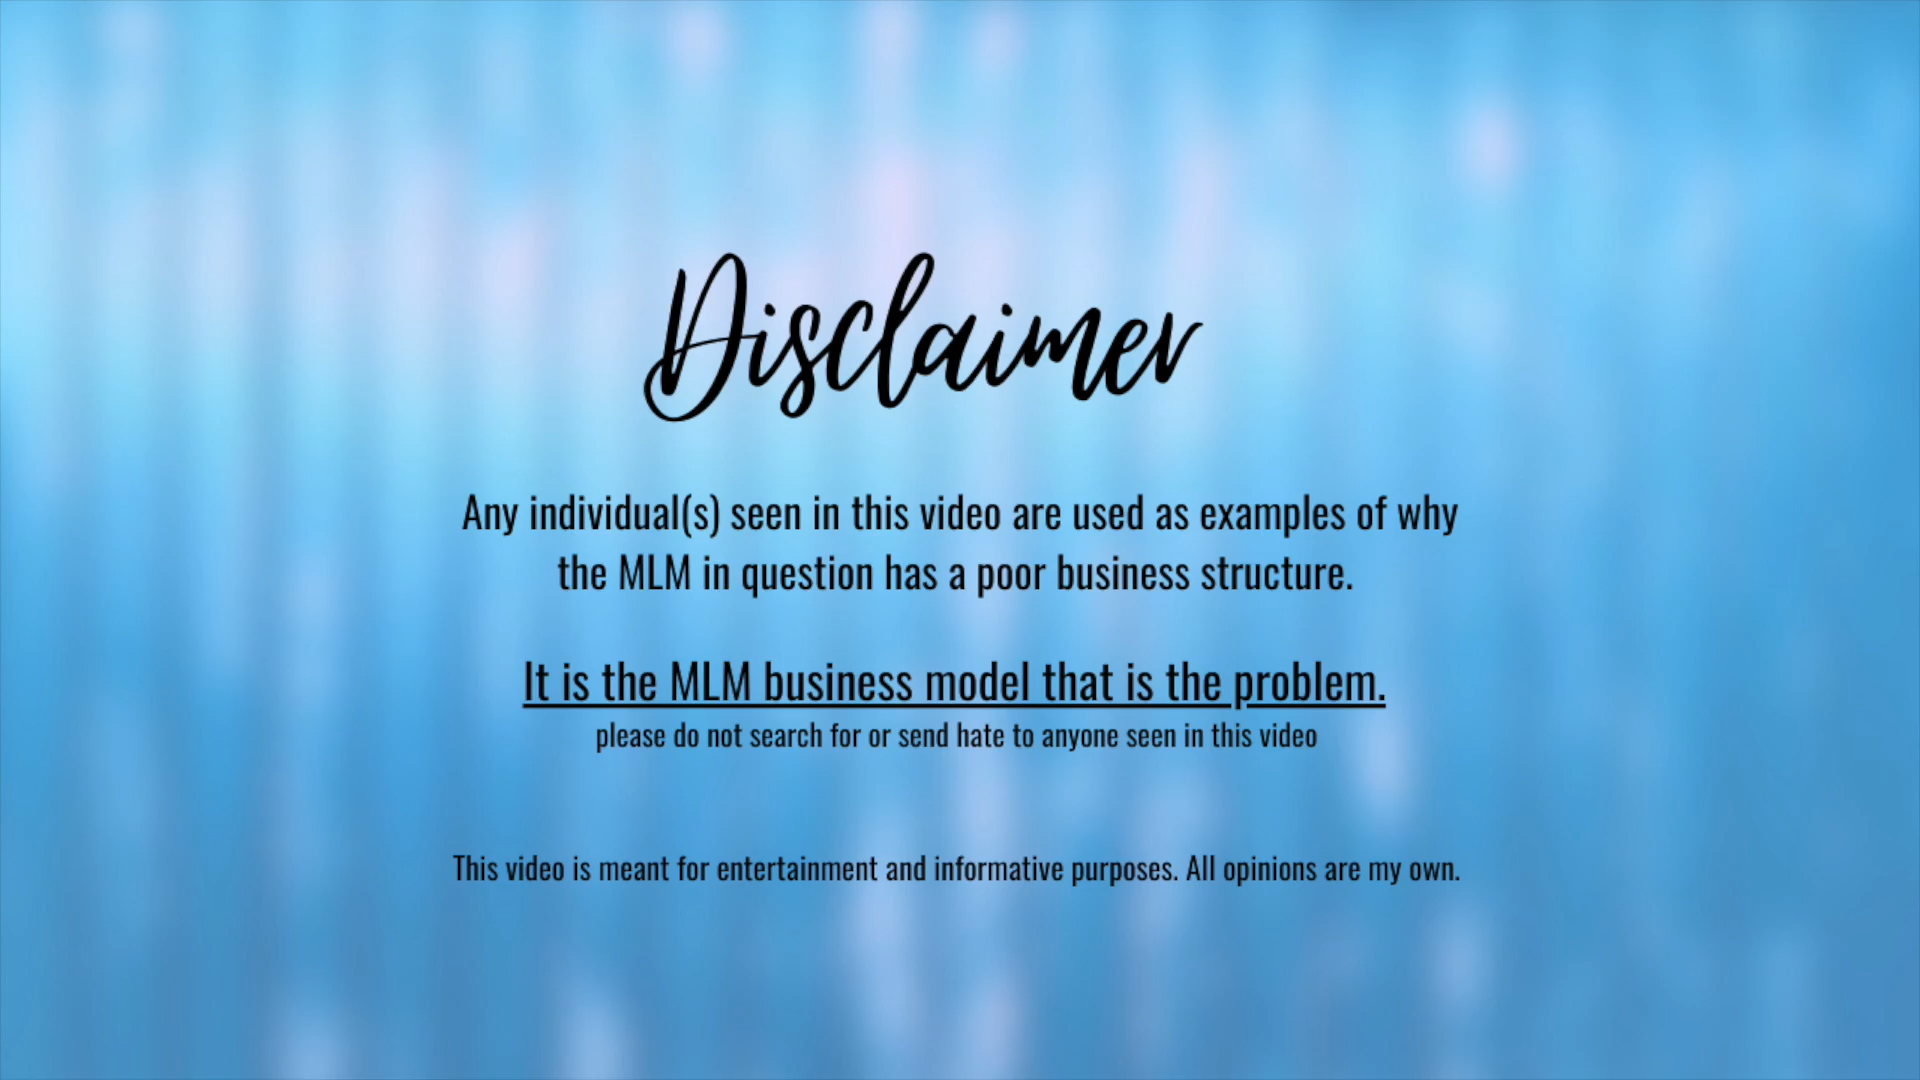 Disclaimer
Any individual(s) seen in this video are used as examples of why
the MLM in question has a poor business structure.
It is the MLM business model that is the problem.
please do not search for or send hate to anyone seen in this video
This video is meant for entertainment and informative purposes. All opinions are my own.